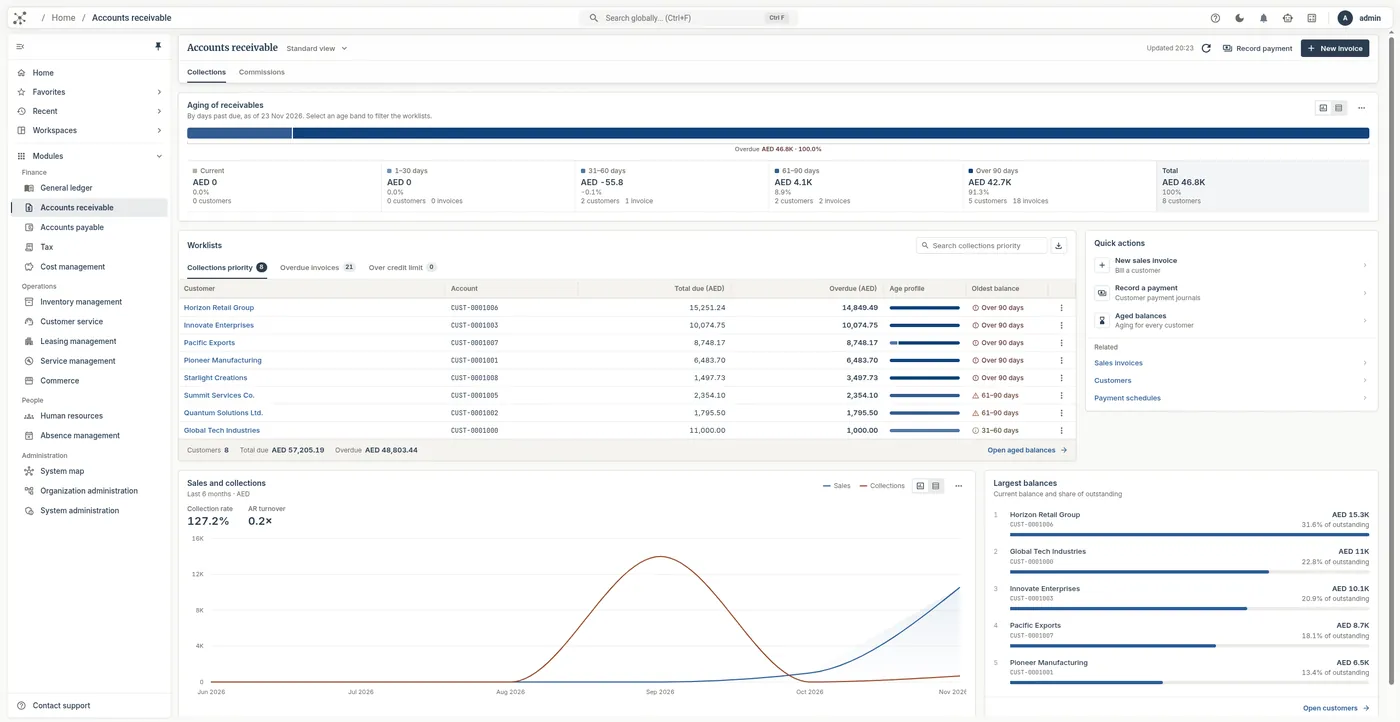 / Home / Accounts receivable
Search globally... (Ctrl+F)
Ctrl F
A admin
Home
Favorites
Recent
Workspaces
Modules
Finance
General ledger
Accounts receivable
Accounts payable
Tax
Cost management
Operations
Inventory management
Customer service
Leasing management
Service management
Commerce
People
Human resources
Absence management
Administration
System map
Organization administration
System administration
Contact support
Accounts receivable Standard view
Updated 20:23 Record payment New invoice
Collections Commissions
Aging of receivables
By days past due, as of 23 Nov 2026. Select an age band to filter the worklists.
Overdue AED 46.8K · 100.0%
Current 1–30 days 31–60 days 61–90 days Over 90 days Total
AED 0 AED 0 AED -55.8 AED 4.1K AED 42.7K AED 46.8K
0.0% 0.0% -0.1% 8.9% 91.3% 100%
0 customers 0 customers 0 invoices 2 customers 1 invoice 2 customers 2 invoices 5 customers 18 invoices 8 customers
Worklists
Search collections priority
Collections priority 8 Overdue invoices 21 Over credit limit 0
Customer Account Total due (AED) Overdue (AED) Age profile Oldest balance
Horizon Retail Group CUST-0001006 15,251.24 14,849.49 Over 90 days
Innovate Enterprises CUST-0001003 10,074.75 10,074.75 Over 90 days
Pacific Exports CUST-0001007 8,748.17 8,748.17 Over 90 days
Pioneer Manufacturing CUST-0001001 6,483.70 6,483.70 Over 90 days
Starlight Creations CUST-0001008 1,497.73 3,497.73 Over 90 days
Summit Services Co. CUST-0001005 2,354.10 2,354.10 61–90 days
Quantum Solutions Ltd. CUST-0001002 1,795.50 1,795.50 61–90 days
Global Tech Industries CUST-0001000 11,000.00 1,000.00 31–60 days
Customers 8 Total due AED 57,205.19 Overdue AED 48,803.44
Open aged balances
Quick actions
New sales invoice
Bill a customer
Record a payment
Customer payment journals
Aged balances
Aging for every customer
Related
Sales invoices
Customers
Payment schedules
Sales and collections
Last 6 months · AED
Sales Collections
Collection rate AR turnover
127.2% 0.2×
16K
12K
8K
4K
0
Jun 2026 Jul 2026 Aug 2026 Sep 2026 Oct 2026 Nov 2026
Largest balances
Current balance and share of outstanding
1 Horizon Retail Group AED 15.3K
CUST-0001006 31.6% of outstanding
2 Global Tech Industries AED 11K
CUST-0001000 22.8% of outstanding
3 Innovate Enterprises AED 10.1K
CUST-0001003 20.9% of outstanding
4 Pacific Exports AED 8.7K
CUST-0001007 18.1% of outstanding
5 Pioneer Manufacturing AED 6.5K
CUST-0001001 13.4% of outstanding
Open customers